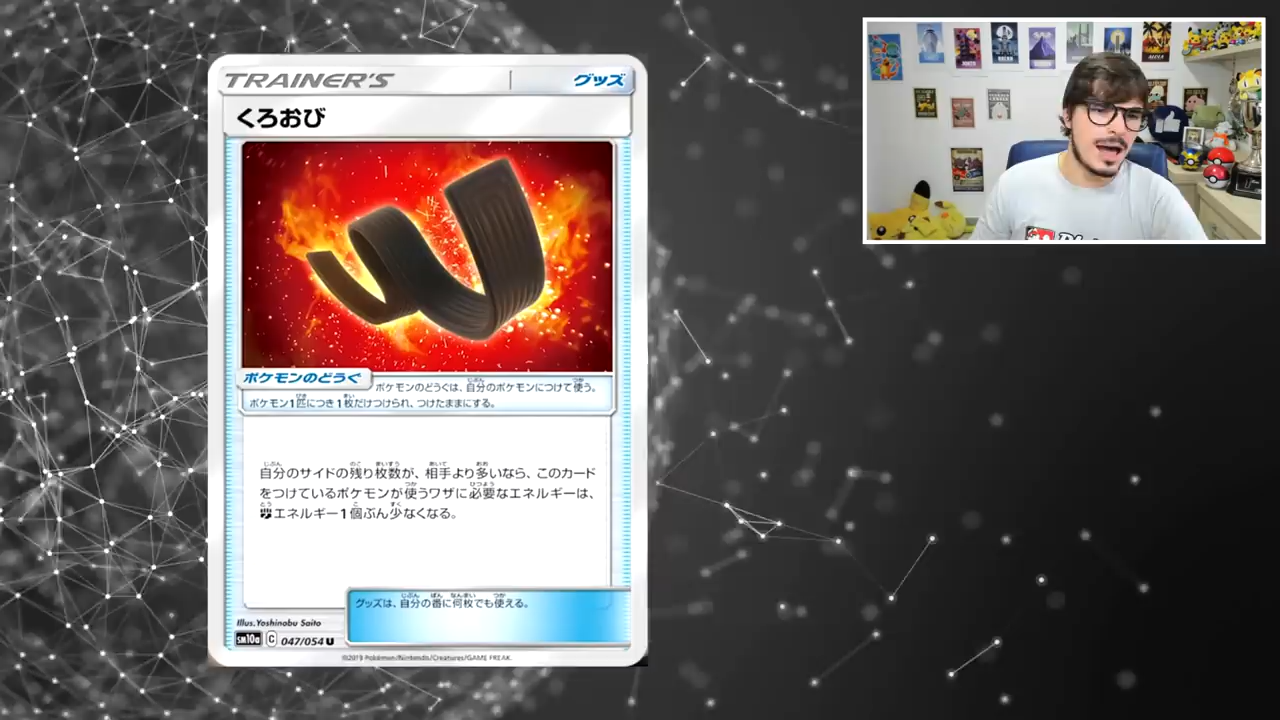 TRAINER'S グッズ
くろおび
ポケモンのどうぐ
ポケモンのどうぐは、自分のポケモンにつけて使う。
ポケモン1匹につき1枚だけつけられ、つけたままにする。
自分のサイドの残り枚数が、相手より多いなら、このカード
をつけているポケモンが使うワザに必要なエネルギーは、
エネルギー1個ぶん少なくなる。
グッズは、自分の番に何枚でも使える。
Illus.Yoshinobu Saito
SM10a C 047/054 U
©2019 Pokémon/Nintendo/Creatures/GAME FREAK.